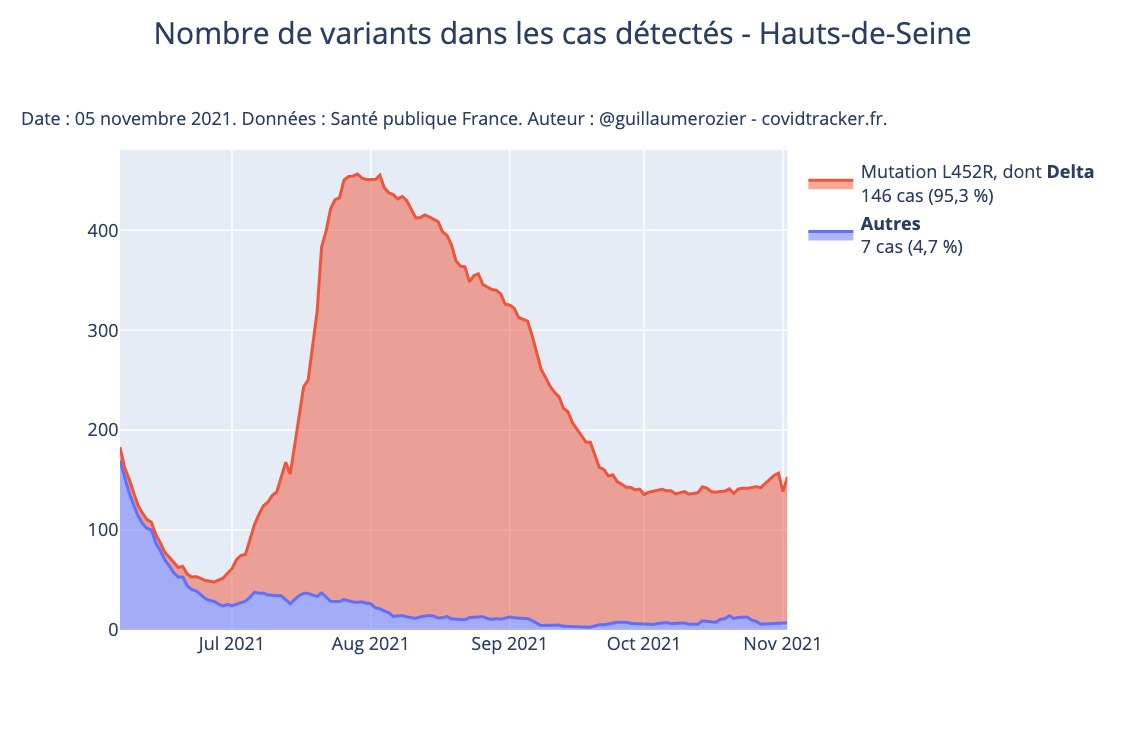 Nombre de variants dans les cas détectés - Hauts-de-Seine
Date : 05 novembre 2021. Données : Santé publique France. Auteur : @guillaumerozier - covidtracker.fr.
Mutation L452R, dont Delta
146 cas (95,3 %)
Autres
7 cas (4,7 %)
400
300
200
100
0
Jul 2021 Aug 2021 Sep 2021 Oct 2021 Nov 2021